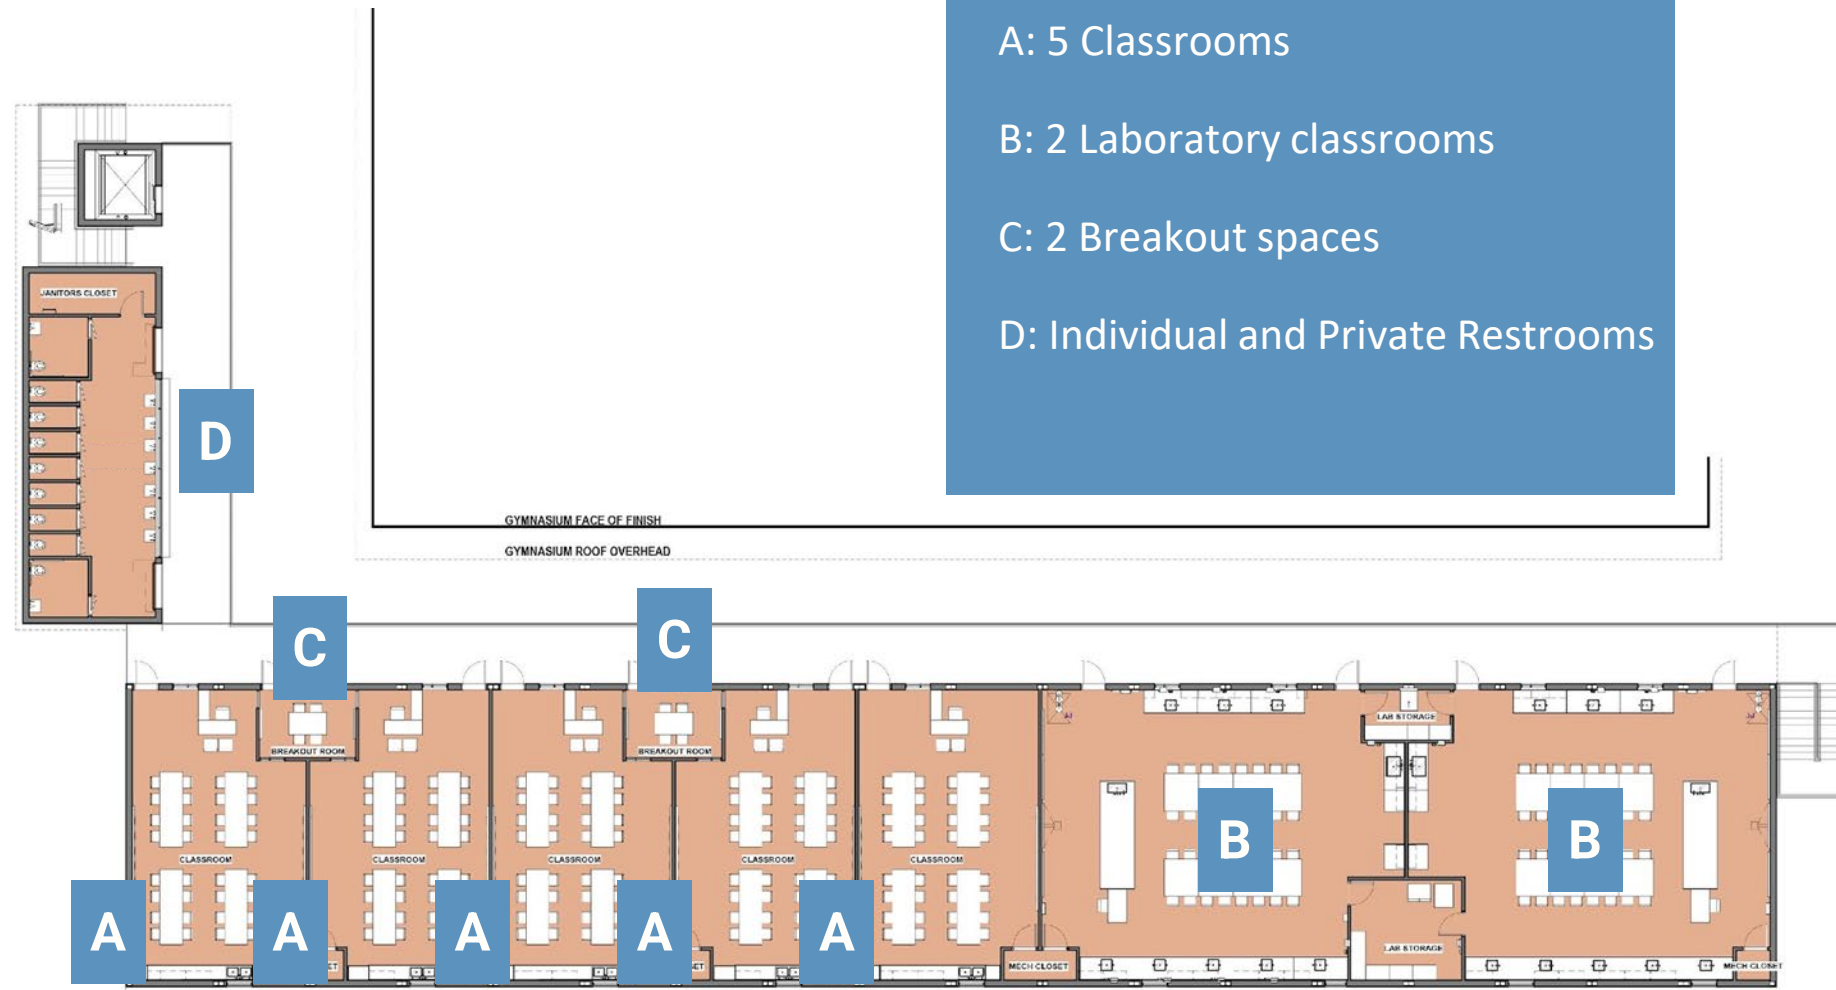 A: 5 Classrooms
B: 2 Laboratory classrooms
C: 2 Breakout spaces
D: Individual and Private Restrooms
JANITORS CLOSET
D
GYMNASIUM FACE OF FINISH
GYMNASIUM ROOF OVERHEAD
C
C
BREAKOUT ROOM
BREAKOUT ROOM
LAB STORAGE
CLASSROOM
CLASSROOM
CLASSROOM
CLASSROOM
CLASSROOM
B
B
A
A
A
A
A
LAB STORAGE
ET
ET
MECH CLOSET
MECH CLOSET